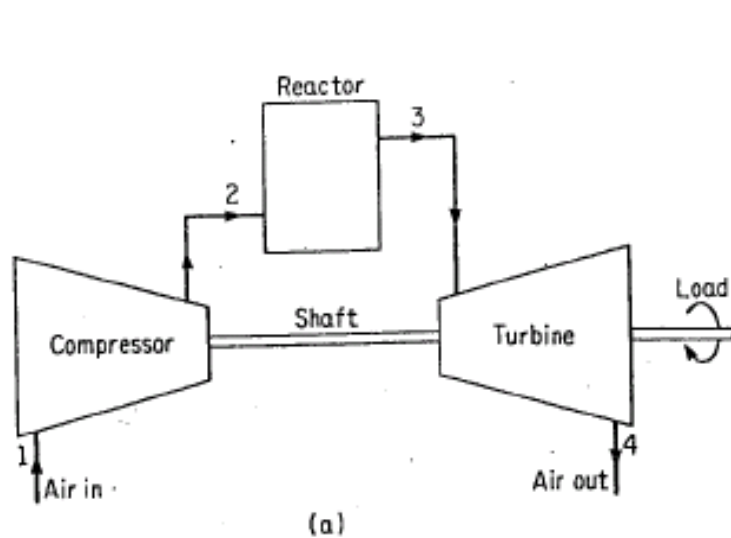 Reactor
3
2
Load
Shaft
Compressor
Turbine
1
4
Air in
Air out
(a)